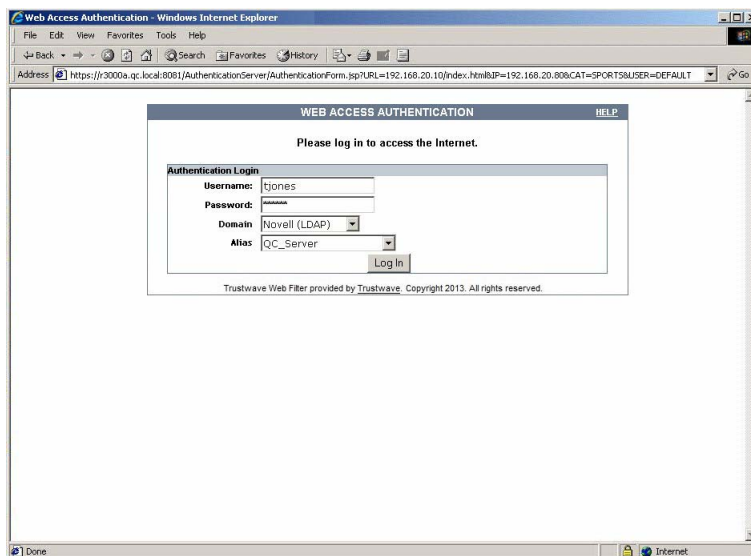 Web Access Authentication - Windows Internet Explorer
File Edit View Favorites Tools Help
Back Search Favorites History
Address https://r3000a.qc.local:8081/AuthenticationServer/AuthenticationForm.jsp?URL=192.168.20.10/index.html&IP=192.168.20.80&CAT=SPORTS&USER=DEFAULT Go
WEB ACCESS AUTHENTICATION HELP
Please log in to access the Internet.
Authentication Login
Username: tjones
Password: ******
Domain Novell (LDAP)
Alias QC_Server
Log In
Trustwave Web Filter provided by Trustwave. Copyright 2013. All rights reserved.
Done Internet